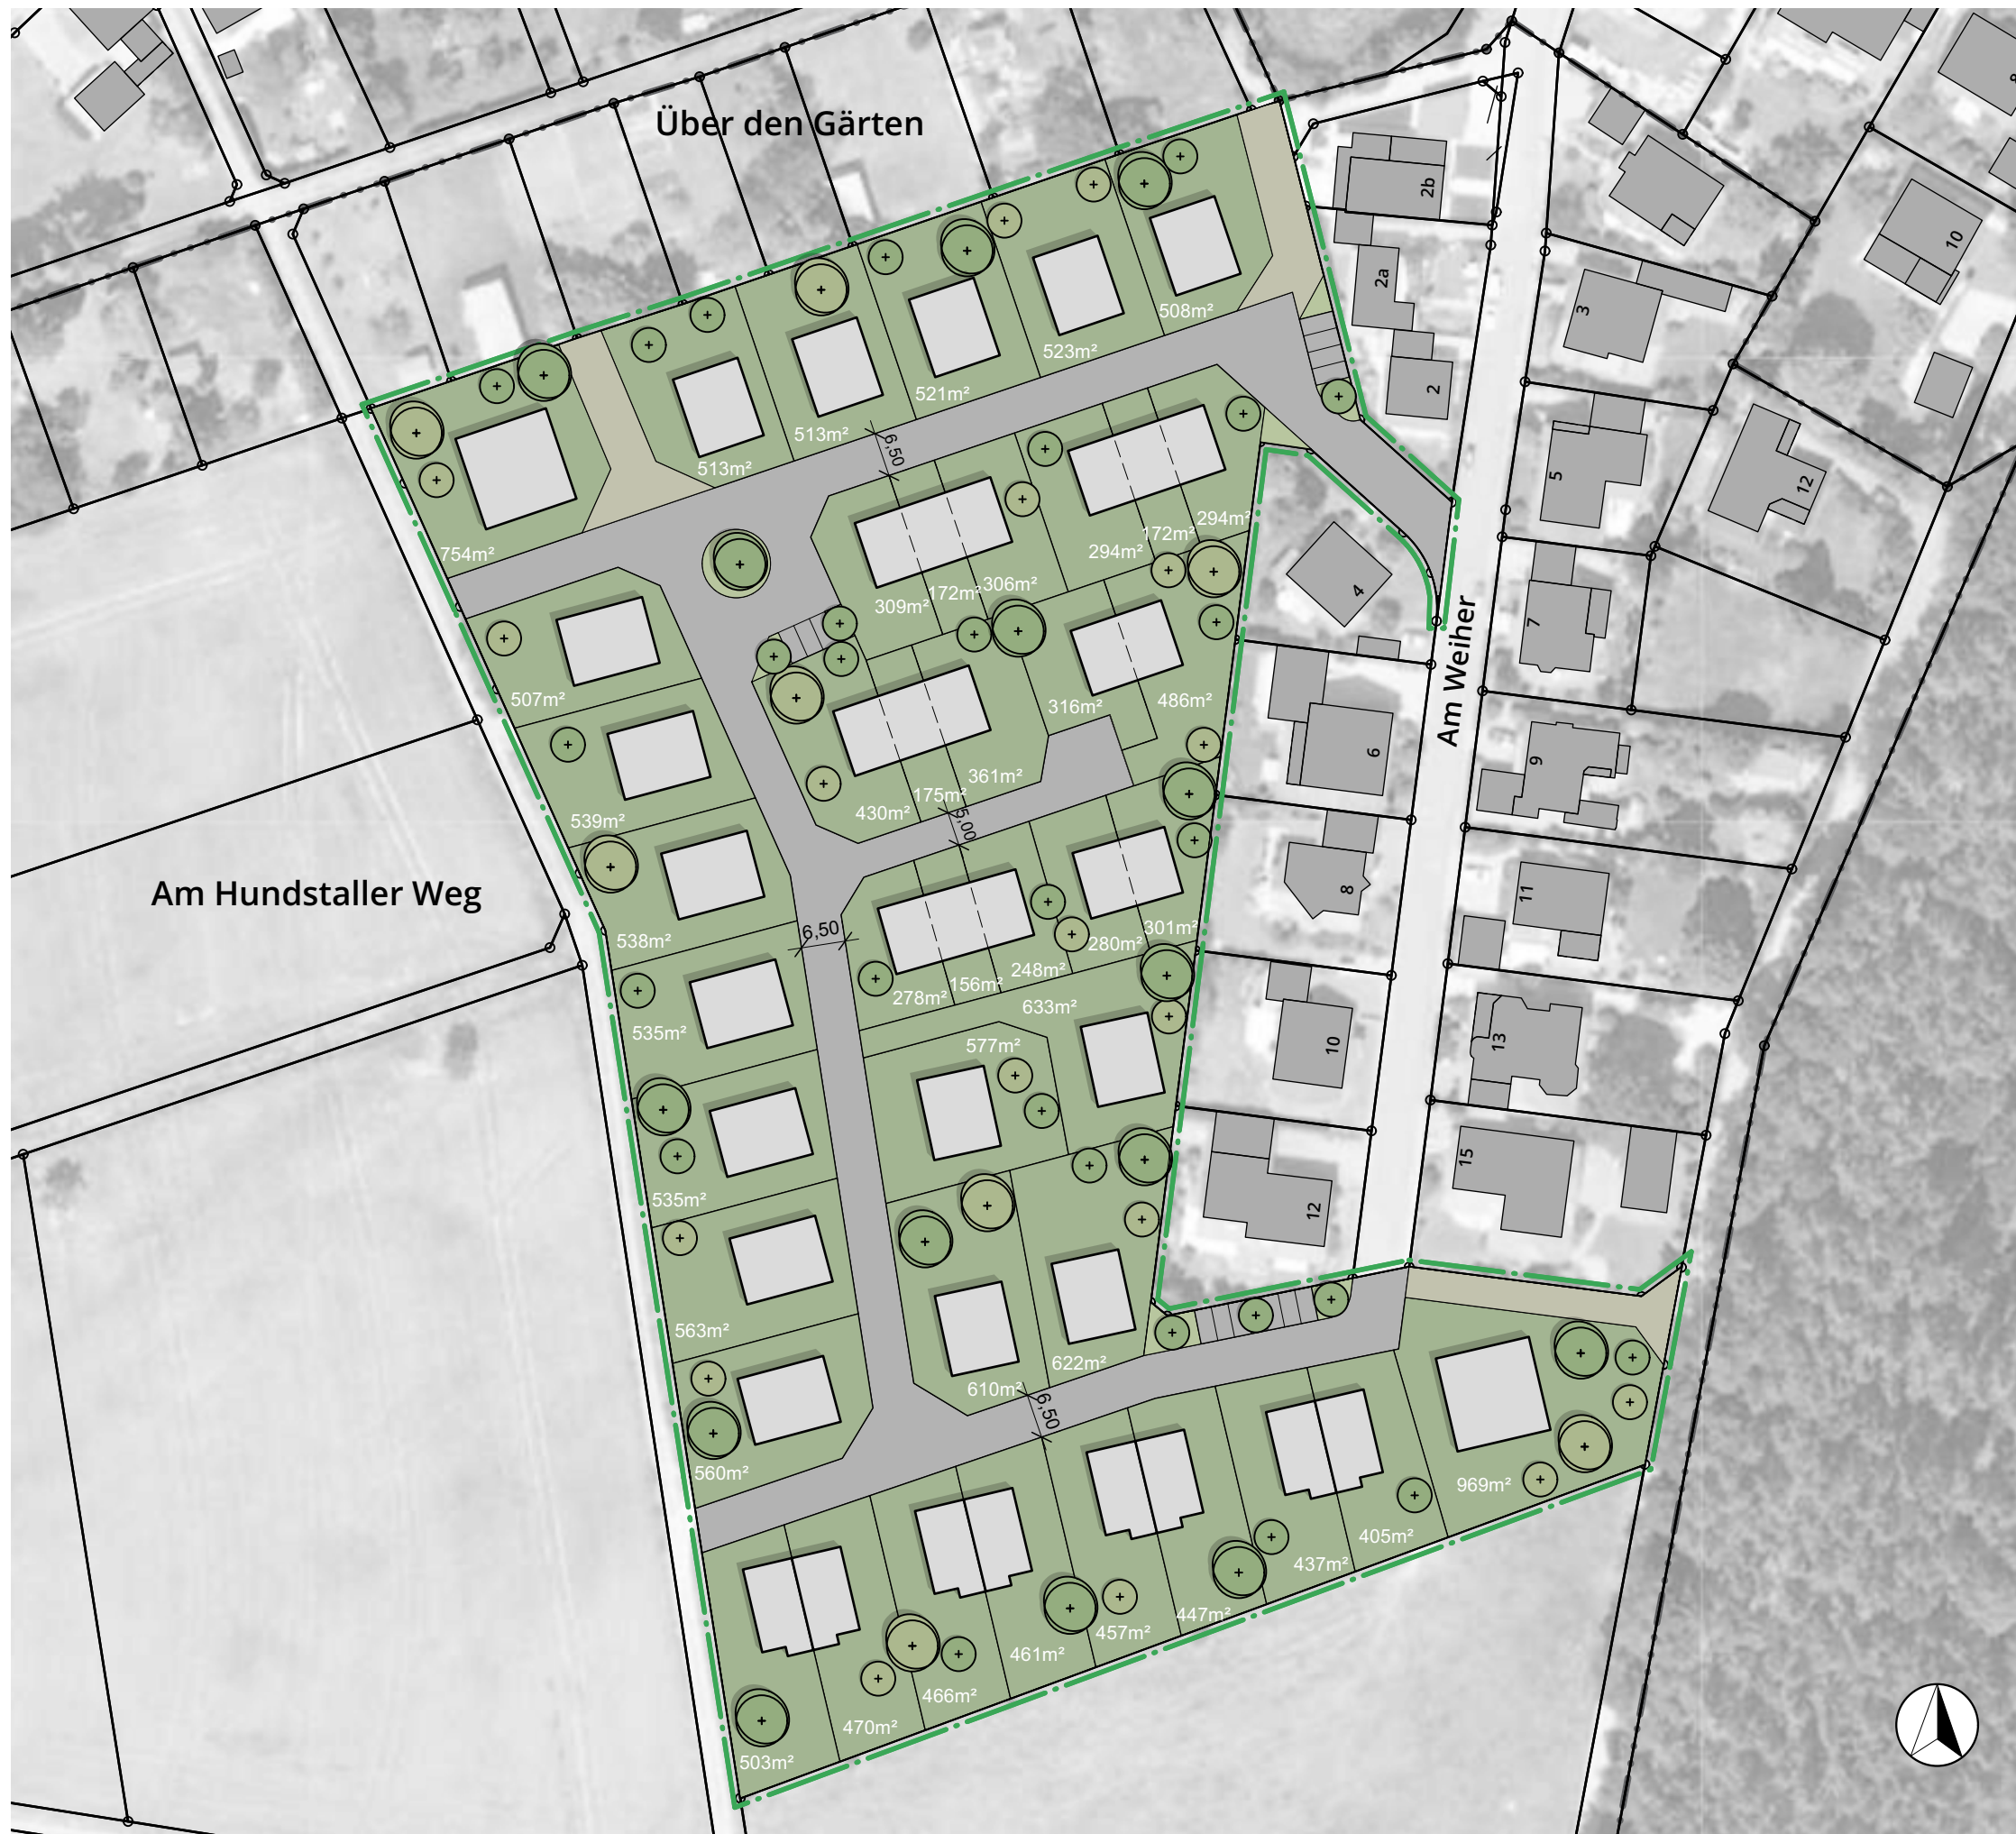 Über den Gärten
2b
9
10
2a
508m²
3
523m²
2
521m²
513m²
6,50
513m²
5
12
294m²
172m²
294m²
754m²
306m²
172m²
309m²
4
7
Am Weiher
507m²
486m²
316m²
6
9
361m²
175m²
430m²
5,00
539m²
Am Hundstaller Weg
8
11
6,50
538m²
301m²
280m²
248m²
156m²
278m²
633m²
535m²
577m²
10
13
15
535m²
12
563m²
622m²
610m²
6,50
560m²
969m²
405m²
437m²
447m²
457m²
461m²
466m²
470m²
503m²